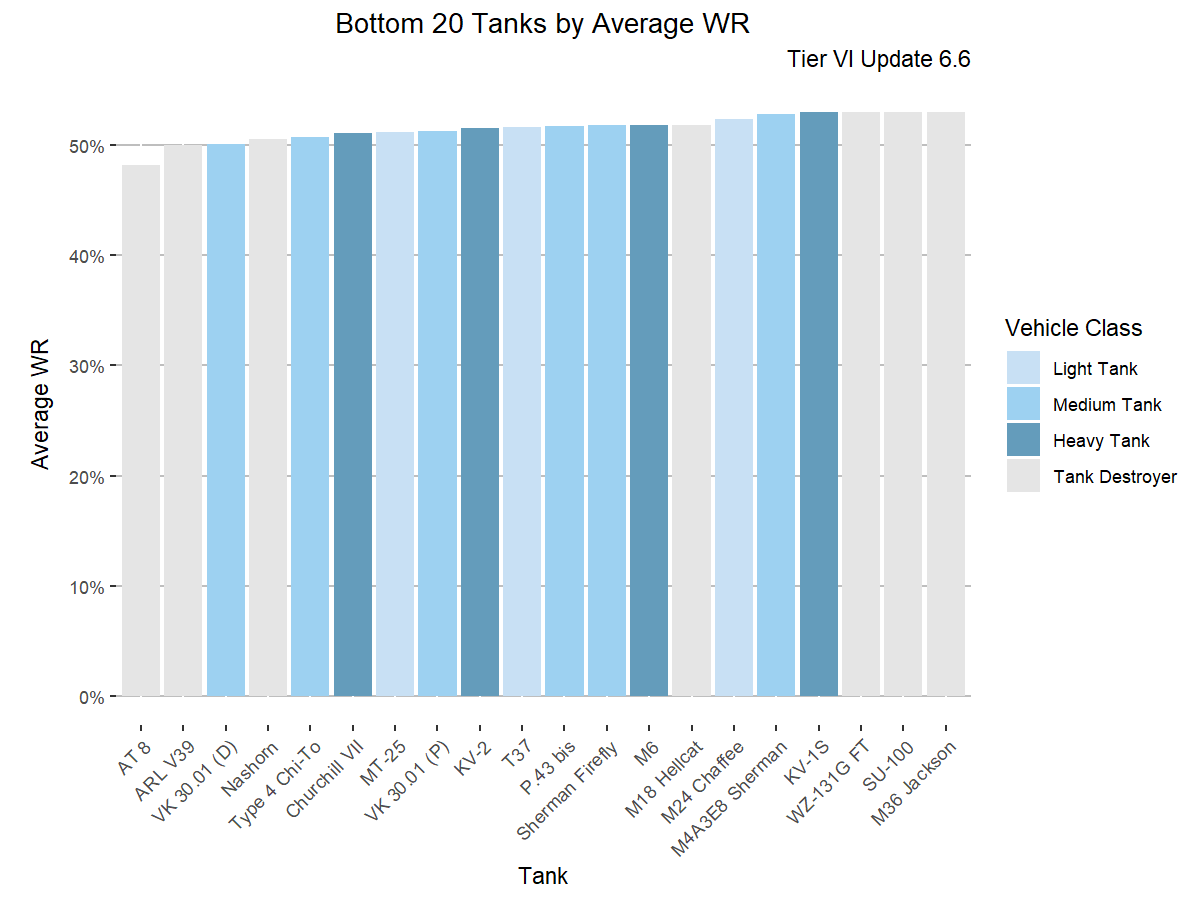 Bottom 20 Tanks by Average WR
Tier VI Update 6.6
50%
40%
30%
20%
10%
0%
Average WR
AT 8
ARL V39
VK 30.01 (D)
Nashorn
Type 4 Chi-To
Churchill VII
MT-25
VK 30.01 (P)
KV-2
T37
P.43 bis
Sherman Firefly
M6
M18 Hellcat
M24 Chaffee
M4A3E8 Sherman
KV-1S
WZ-131G FT
SU-100
M36 Jackson
Tank
Vehicle Class
Light Tank
Medium Tank
Heavy Tank
Tank Destroyer